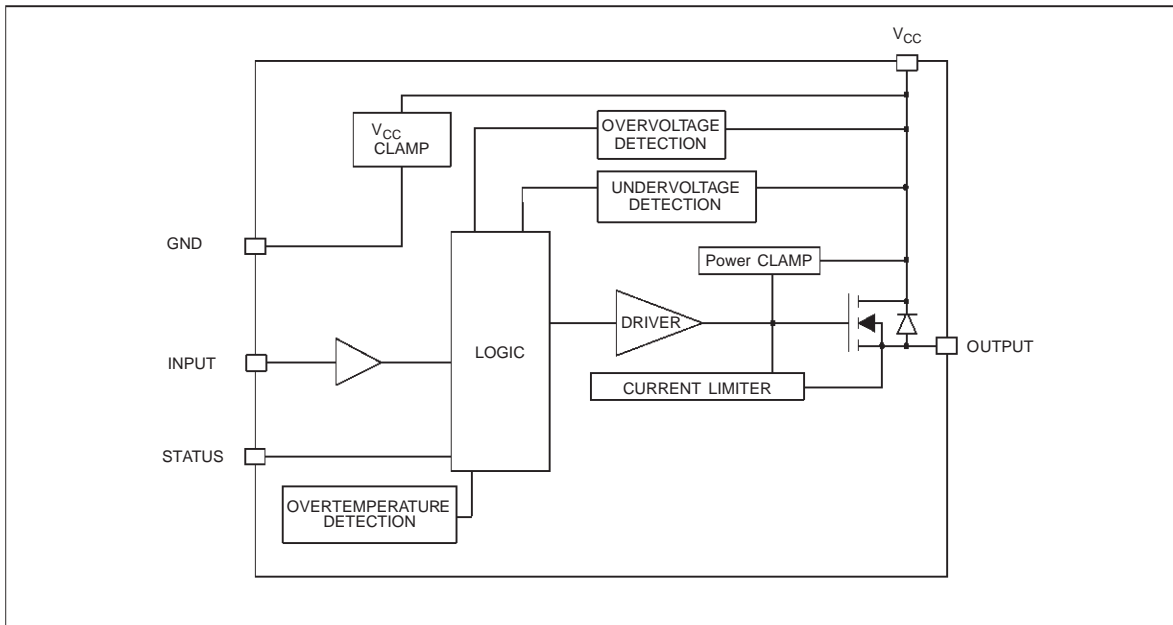 VCC
VCC
CLAMP
OVERVOLTAGE
DETECTION
UNDERVOLTAGE
DETECTION
GND
Power CLAMP
DRIVER
LOGIC
INPUT
OUTPUT
CURRENT LIMITER
STATUS
OVERTEMPERATURE
DETECTION